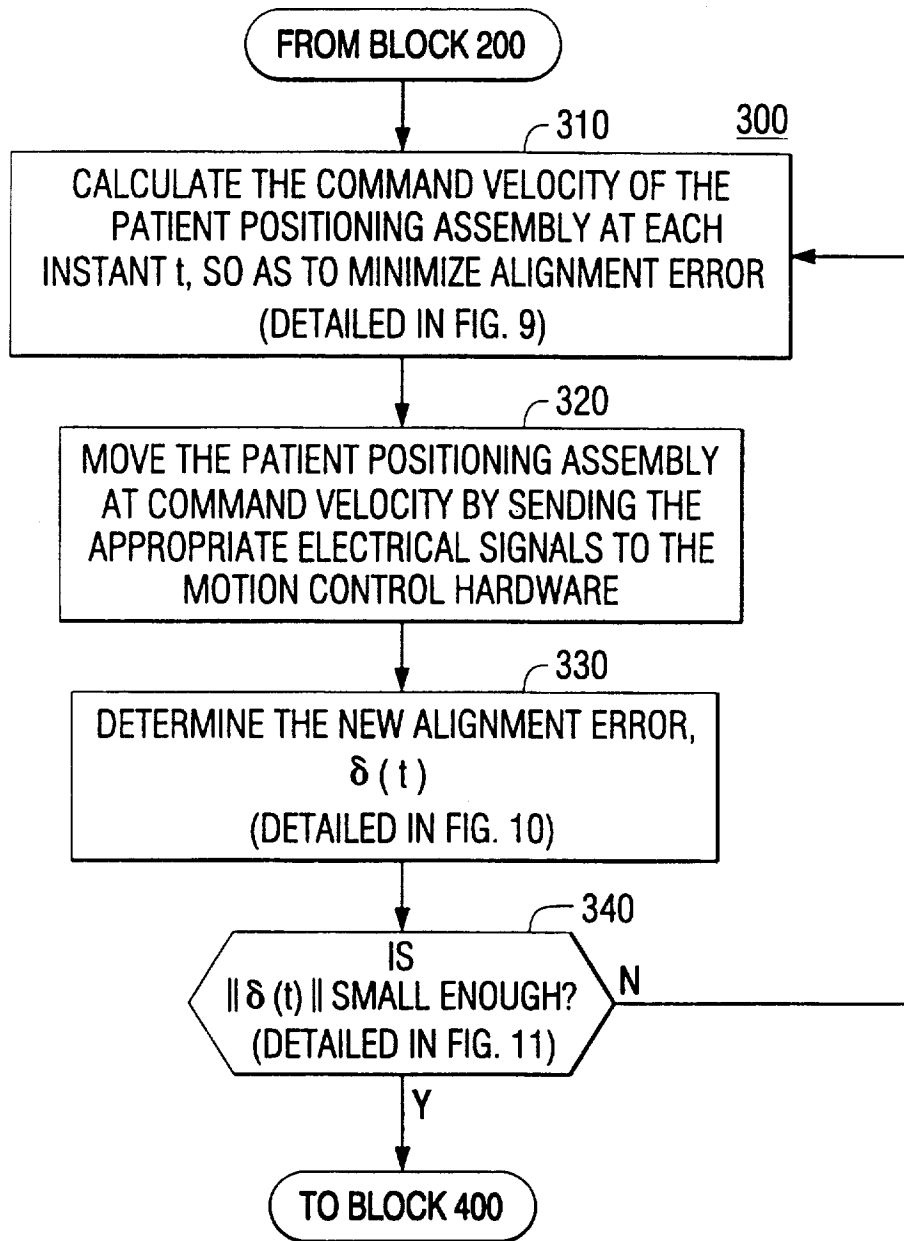 FROM BLOCK 200
310
300
CALCULATE THE COMMAND VELOCITY OF THE
PATIENT POSITIONING ASSEMBLY AT EACH
INSTANT t, SO AS TO MINIMIZE ALIGNMENT ERROR
(DETAILED IN FIG. 9)
320
MOVE THE PATIENT POSITIONING ASSEMBLY
AT COMMAND VELOCITY BY SENDING THE
APPROPRIATE ELECTRICAL SIGNALS TO THE
MOTION CONTROL HARDWARE
330
DETERMINE THE NEW ALIGNMENT ERROR,
δ ( t )
(DETAILED IN FIG. 10)
340
IS
|| δ (t) || SMALL ENOUGH?
(DETAILED IN FIG. 11)
N
Y
TO BLOCK 400